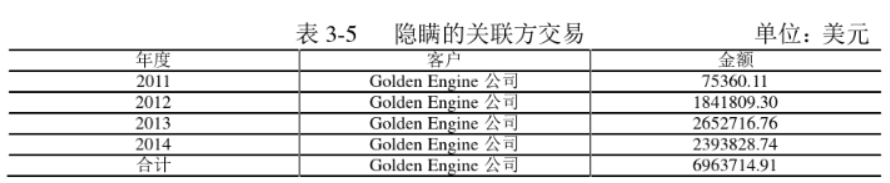 表 3-5 隐瞒的关联方交易 单位：美元
年度 客户 金额
2011 Golden Engine 公司 75360.11
2012 Golden Engine 公司 1841809.30
2013 Golden Engine 公司 2652716.76
2014 Golden Engine 公司 2393828.74
合计 Golden Engine 公司 6963714.91